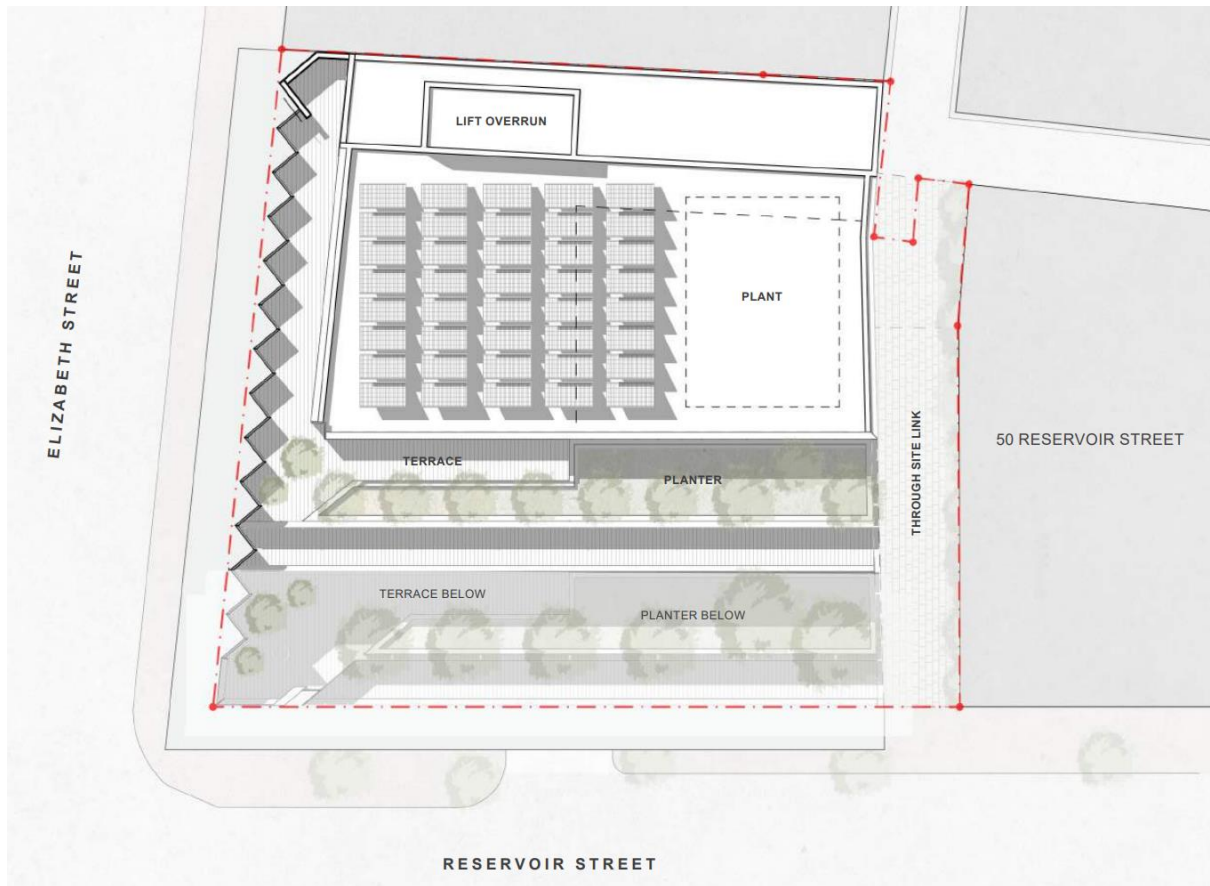 LIFT OVERRUN
ELIZABETH STREET
PLANT
50 RESERVOIR STREET
THROUGH SITE LINK
TERRACE
PLANTER
TERRACE BELOW
PLANTER BELOW
RESERVOIR STREET